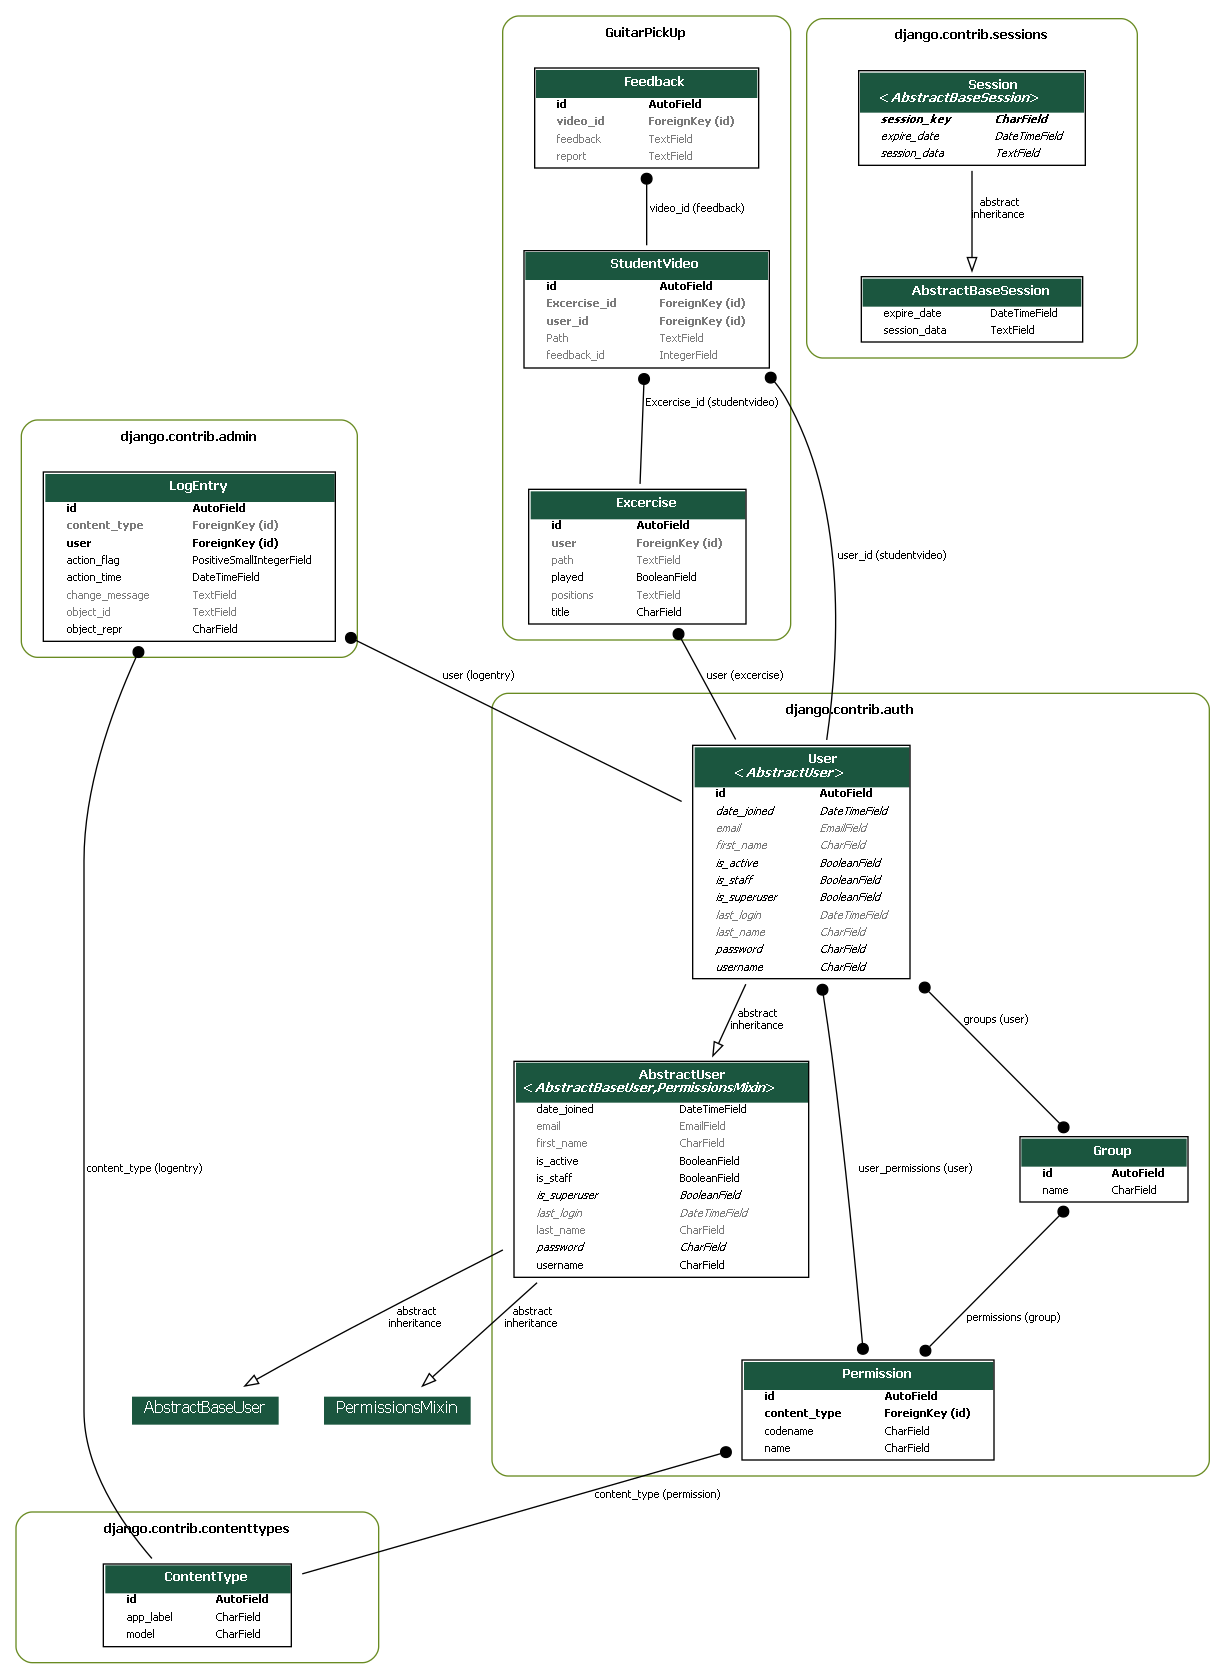 GuitarPickUp
Feedback
id AutoField
video_id ForeignKey (id)
feedback TextField
report TextField
video_id (feedback)
StudentVideo
id AutoField
Excercise_id ForeignKey (id)
user_id ForeignKey (id)
Path TextField
feedback_id IntegerField
Excercise_id (studentvideo)
Excercise
id AutoField
user ForeignKey (id)
path TextField
played BooleanField
positions TextField
title CharField
user_id (studentvideo)
user (excercise)
django.contrib.sessions
Session
<AbstractBaseSession>
session_key CharField
expire_date DateTimeField
session_data TextField
abstract
inheritance
AbstractBaseSession
expire_date DateTimeField
session_data TextField
django.contrib.admin
LogEntry
id AutoField
content_type ForeignKey (id)
user ForeignKey (id)
action_flag PositiveSmallIntegerField
action_time DateTimeField
change_message TextField
object_id TextField
object_repr CharField
user (logentry)
content_type (logentry)
django.contrib.auth
User
<AbstractUser>
id AutoField
date_joined DateTimeField
email EmailField
first_name CharField
is_active BooleanField
is_staff BooleanField
is_superuser BooleanField
last_login DateTimeField
last_name CharField
password CharField
username CharField
abstract
inheritance
groups (user)
user_permissions (user)
AbstractUser
<AbstractBaseUser,PermissionsMixin>
date_joined DateTimeField
email EmailField
first_name CharField
is_active BooleanField
is_staff BooleanField
is_superuser BooleanField
last_login DateTimeField
last_name CharField
password CharField
username CharField
Group
id AutoField
name CharField
permissions (group)
abstract
inheritance
abstract
inheritance
AbstractBaseUser
PermissionsMixin
Permission
id AutoField
content_type ForeignKey (id)
codename CharField
name CharField
content_type (permission)
django.contrib.contenttypes
ContentType
id AutoField
app_label CharField
model CharField